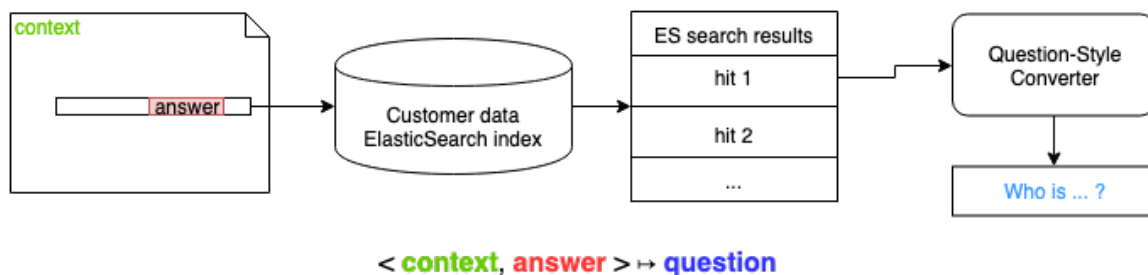 context
answer
Customer data
ElasticSearch index
ES search results
hit 1
hit 2
...
Question-Style
Converter
Who is ... ?
< context, answer > ↦ question